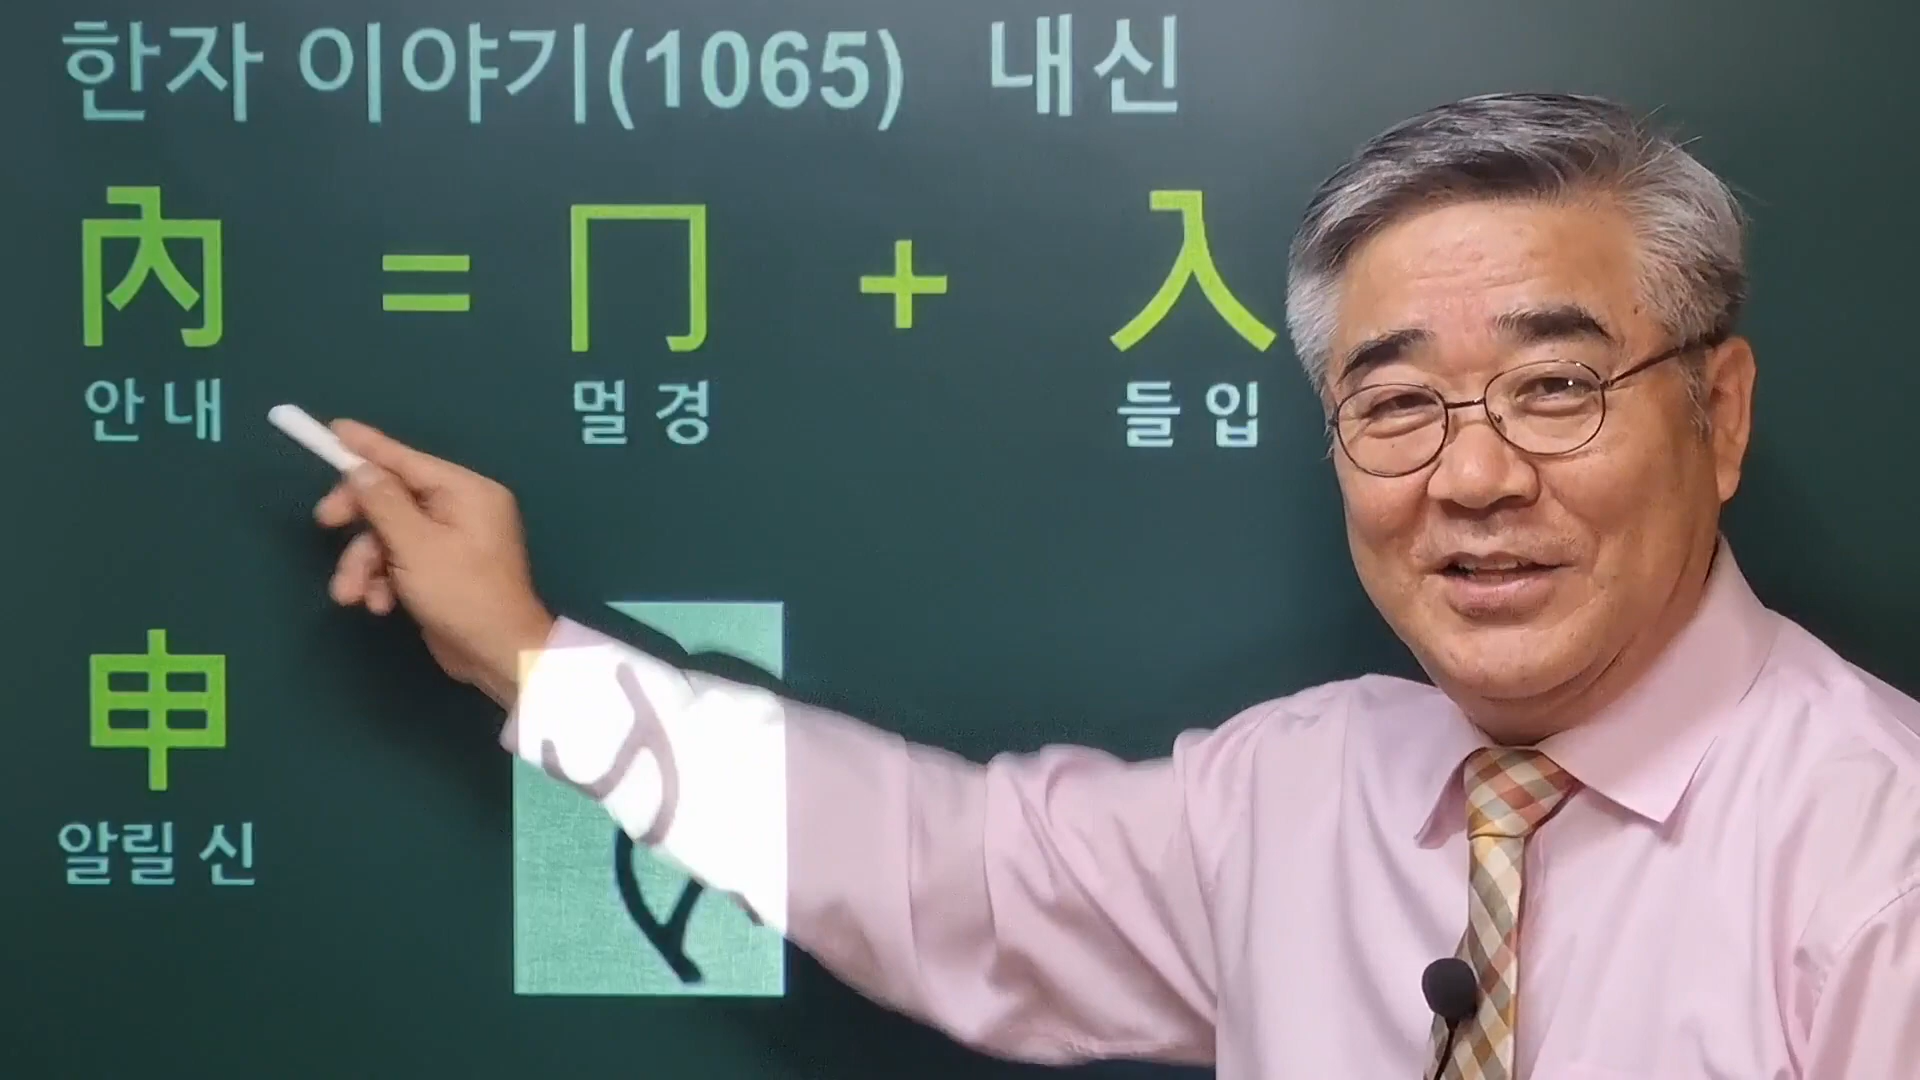 한자 이야기(1065) 내신
內 = 冂 + 入
안 내 멀 경 들 입
申
알릴 신